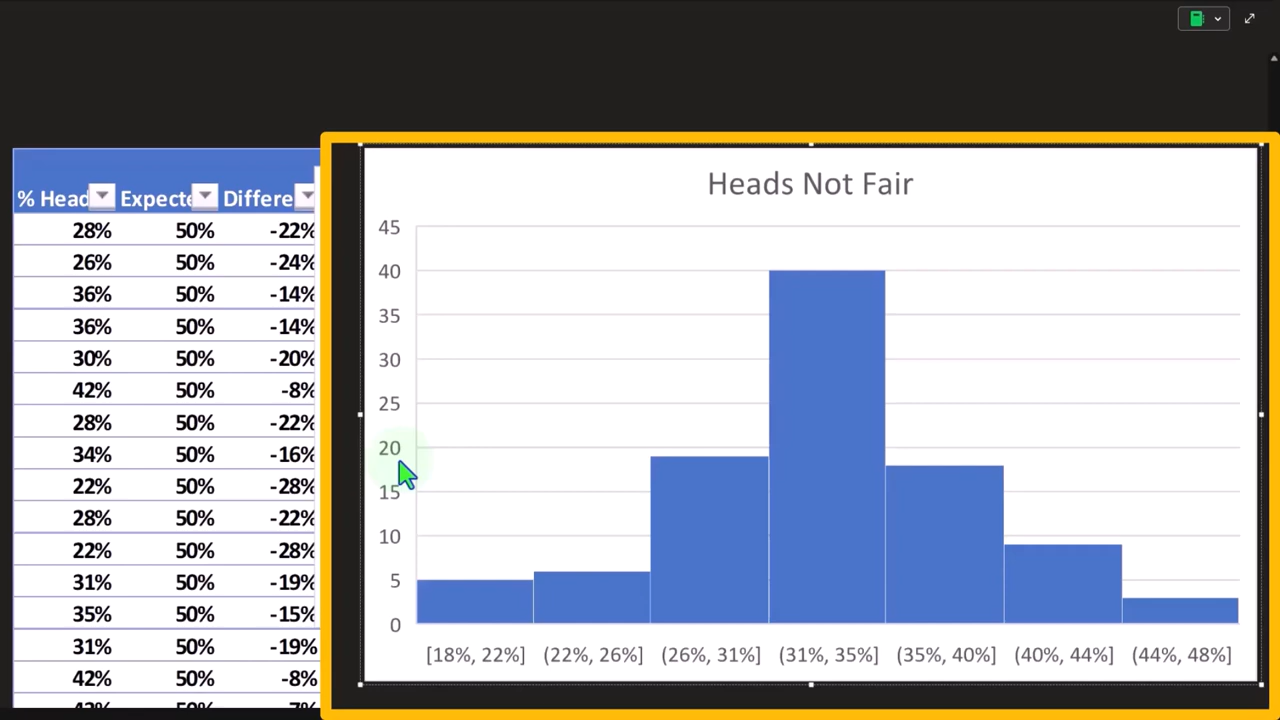 % Head Expecte Differe
28% 50% -22%
26% 50% -24%
36% 50% -14%
36% 50% -14%
30% 50% -20%
42% 50% -8%
28% 50% -22%
34% 50% -16%
22% 50% -28%
28% 50% -22%
22% 50% -28%
31% 50% -19%
35% 50% -15%
31% 50% -19%
42% 50% -8%
Heads Not Fair
45
40
35
30
25
20
15
10
5
0
[18%, 22%] (22%, 26%] (26%, 31%] (31%, 35%] (35%, 40%] (40%, 44%] (44%, 48%]